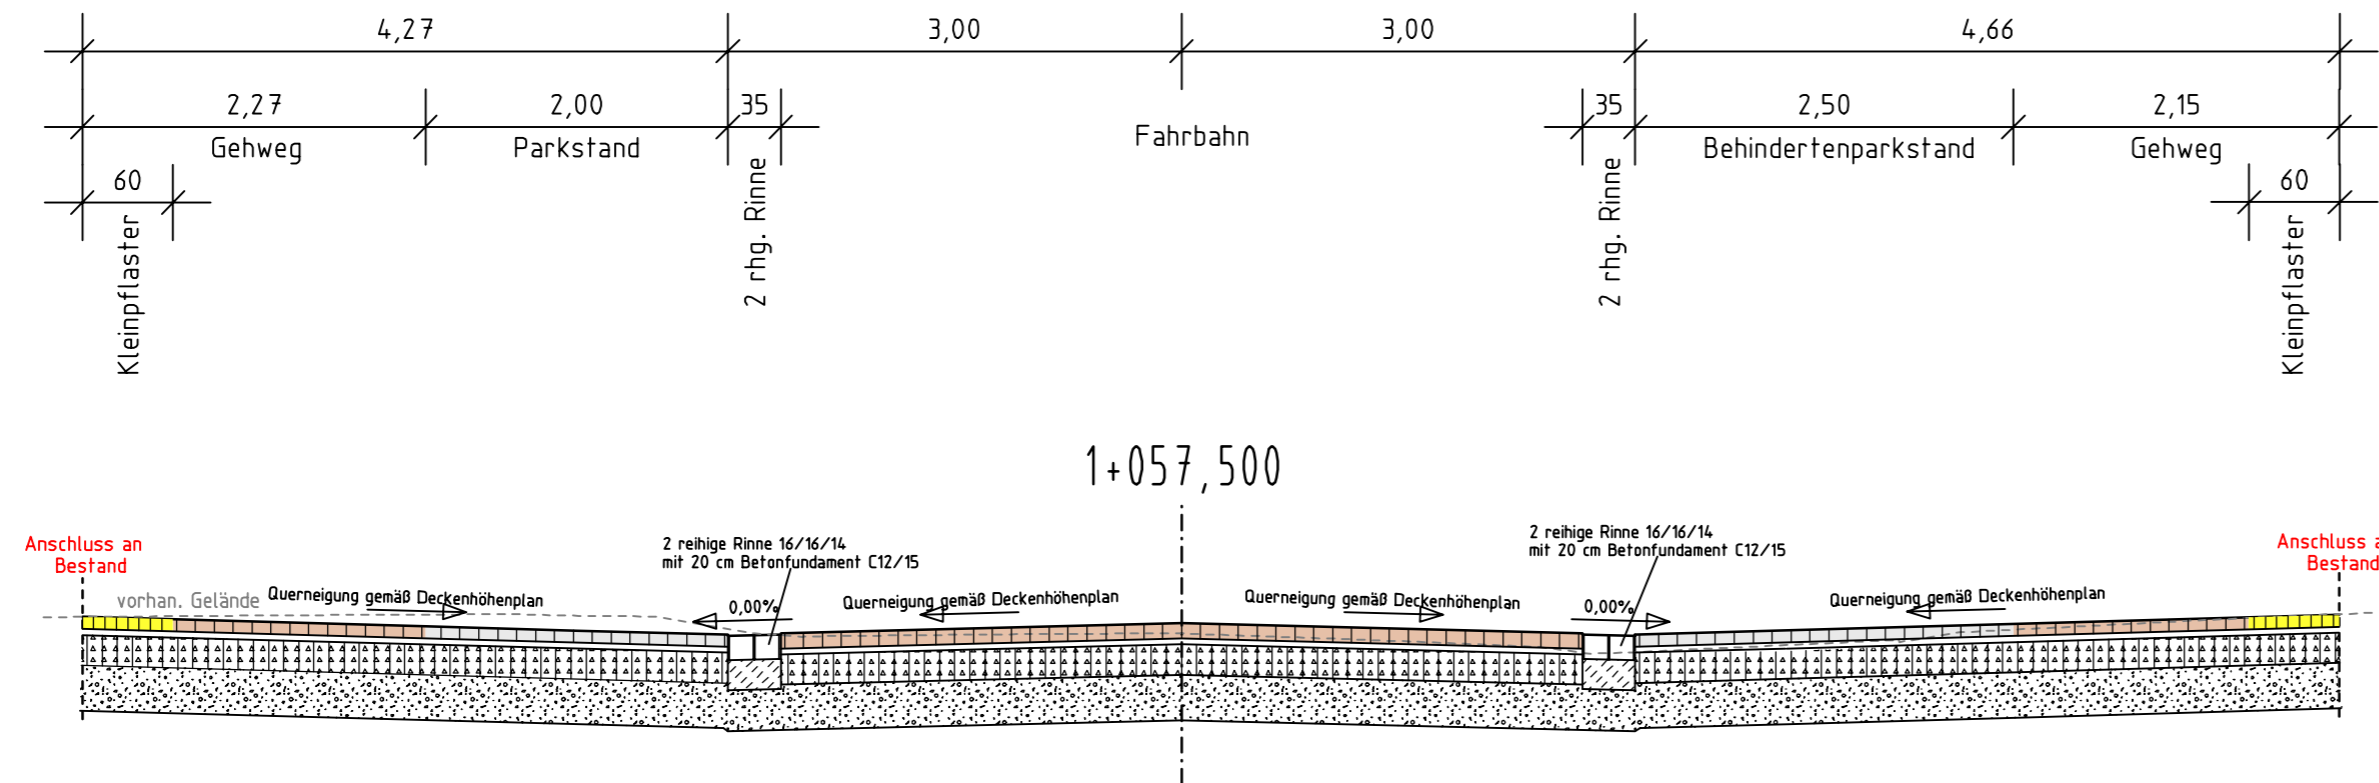 4,27 3,00 3,00 4,66
2,27 2,00 35 35 2,50 2,15
Gehweg Parkstand Fahrbahn Behindertenparkstand Gehweg
60 60
Kleinpflaster 2 rhg. Rinne 2 rhg. Rinne Kleinpflaster
1+057,500
Anschluss an
Bestand
2 reihige Rinne 16/16/14
mit 20 cm Betonfundament C12/15
2 reihige Rinne 16/16/14
mit 20 cm Betonfundament C12/15
Anschluss a
Bestand
vorhan. Gelände Querneigung gemäß Deckenhöhenplan 0,00% Querneigung gemäß Deckenhöhenplan Querneigung gemäß Deckenhöhenplan 0,00% Querneigung gemäß Deckenhöhenplan